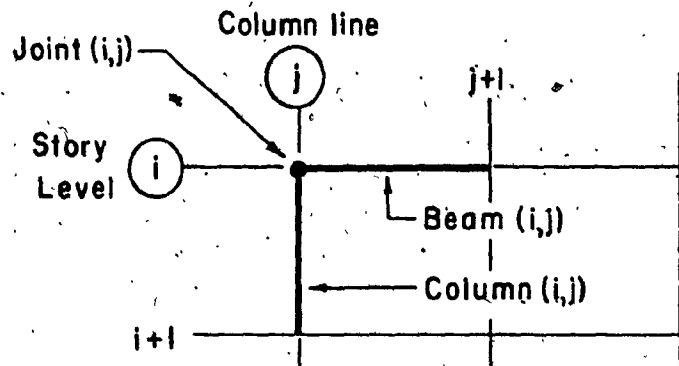 Column line
Joint (i,j)
j
j+1
Story
Level
i
Beam (i,j)
Column (i,j)
i+1